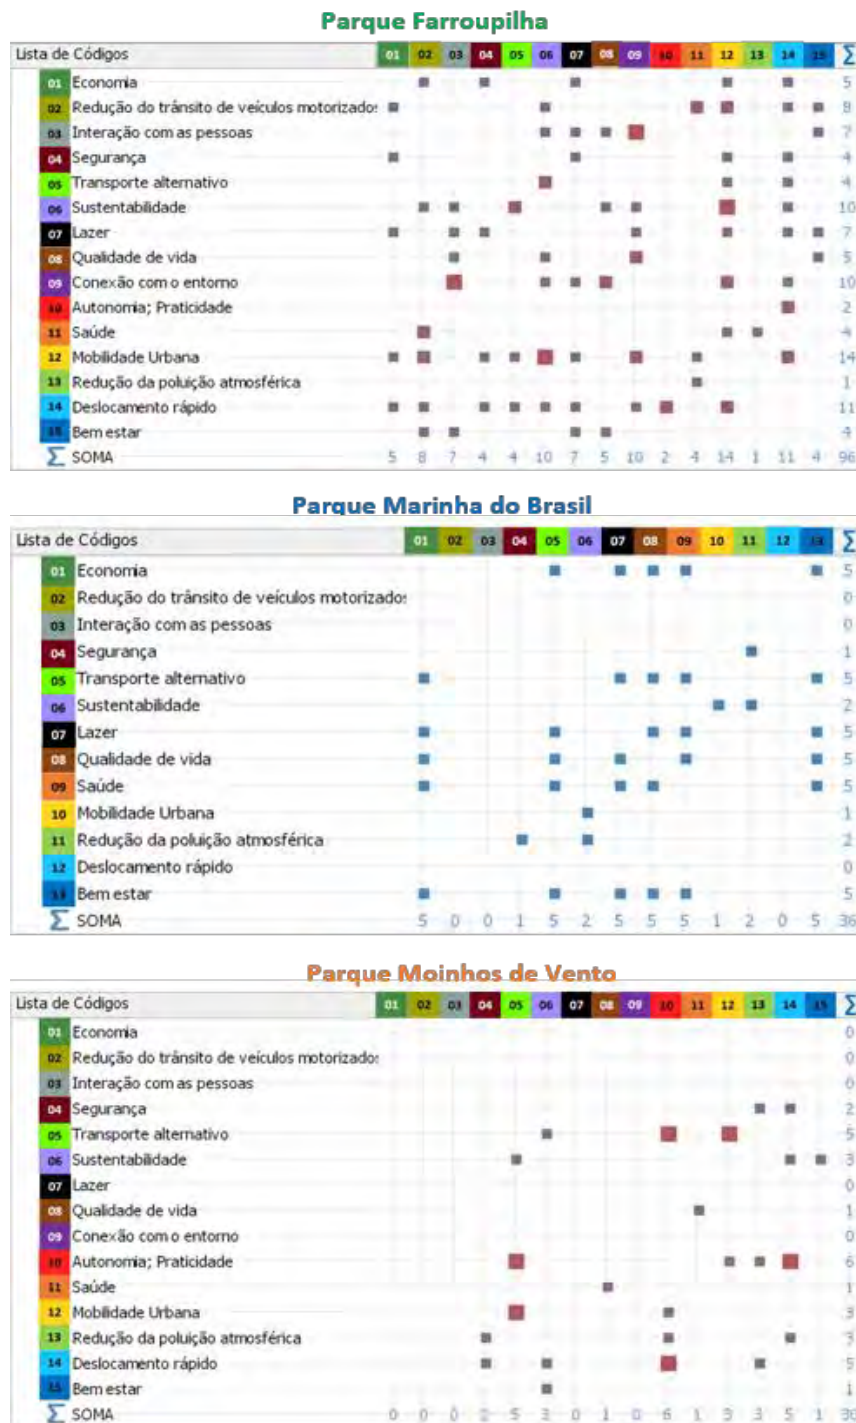 Parque Farroupilha
Lista de Códigos 01 02 03 04 05 06 07 08 09 10 11 12 13 14 15 Σ
01 Economia 5
02 Redução do trânsito de veículos motorizados 8
03 Interação com as pessoas 7
04 Segurança 4
05 Transporte alternativo 4
06 Sustentabilidade 10
07 Lazer 7
08 Qualidade de vida 5
09 Conexão com o entorno 10
10 Autonomia; Praticidade 2
11 Saúde 4
12 Mobilidade Urbana 14
13 Redução da poluição atmosférica 1
14 Deslocamento rápido 11
15 Bem estar 4
Σ SOMA 5 8 7 4 4 10 7 5 10 2 4 14 1 11 4 96
Parque Marinha do Brasil
Lista de Códigos 01 02 03 04 05 06 07 08 09 10 11 12 13 Σ
01 Economia 5
02 Redução do trânsito de veículos motorizados 0
03 Interação com as pessoas 0
04 Segurança 1
05 Transporte alternativo 5
06 Sustentabilidade 2
07 Lazer 5
08 Qualidade de vida 5
09 Saúde 5
10 Mobilidade Urbana 1
11 Redução da poluição atmosférica 2
12 Deslocamento rápido 0
13 Bem estar 5
Σ SOMA 5 0 0 1 5 2 5 5 5 1 2 0 5 36
Parque Moinhos de Vento
Lista de Códigos 01 02 03 04 05 06 07 08 09 10 11 12 13 14 15 Σ
01 Economia 0
02 Redução do trânsito de veículos motorizados 0
03 Interação com as pessoas 0
04 Segurança 2
05 Transporte alternativo 5
06 Sustentabilidade 3
07 Lazer 0
08 Qualidade de vida 1
09 Conexão com o entorno 0
10 Autonomia; Praticidade 6
11 Saúde 1
12 Mobilidade Urbana 3
13 Redução da poluição atmosférica 3
14 Deslocamento rápido 5
15 Bem estar 1
Σ SOMA 0 0 0 2 5 3 0 1 0 6 1 3 3 5 1 30